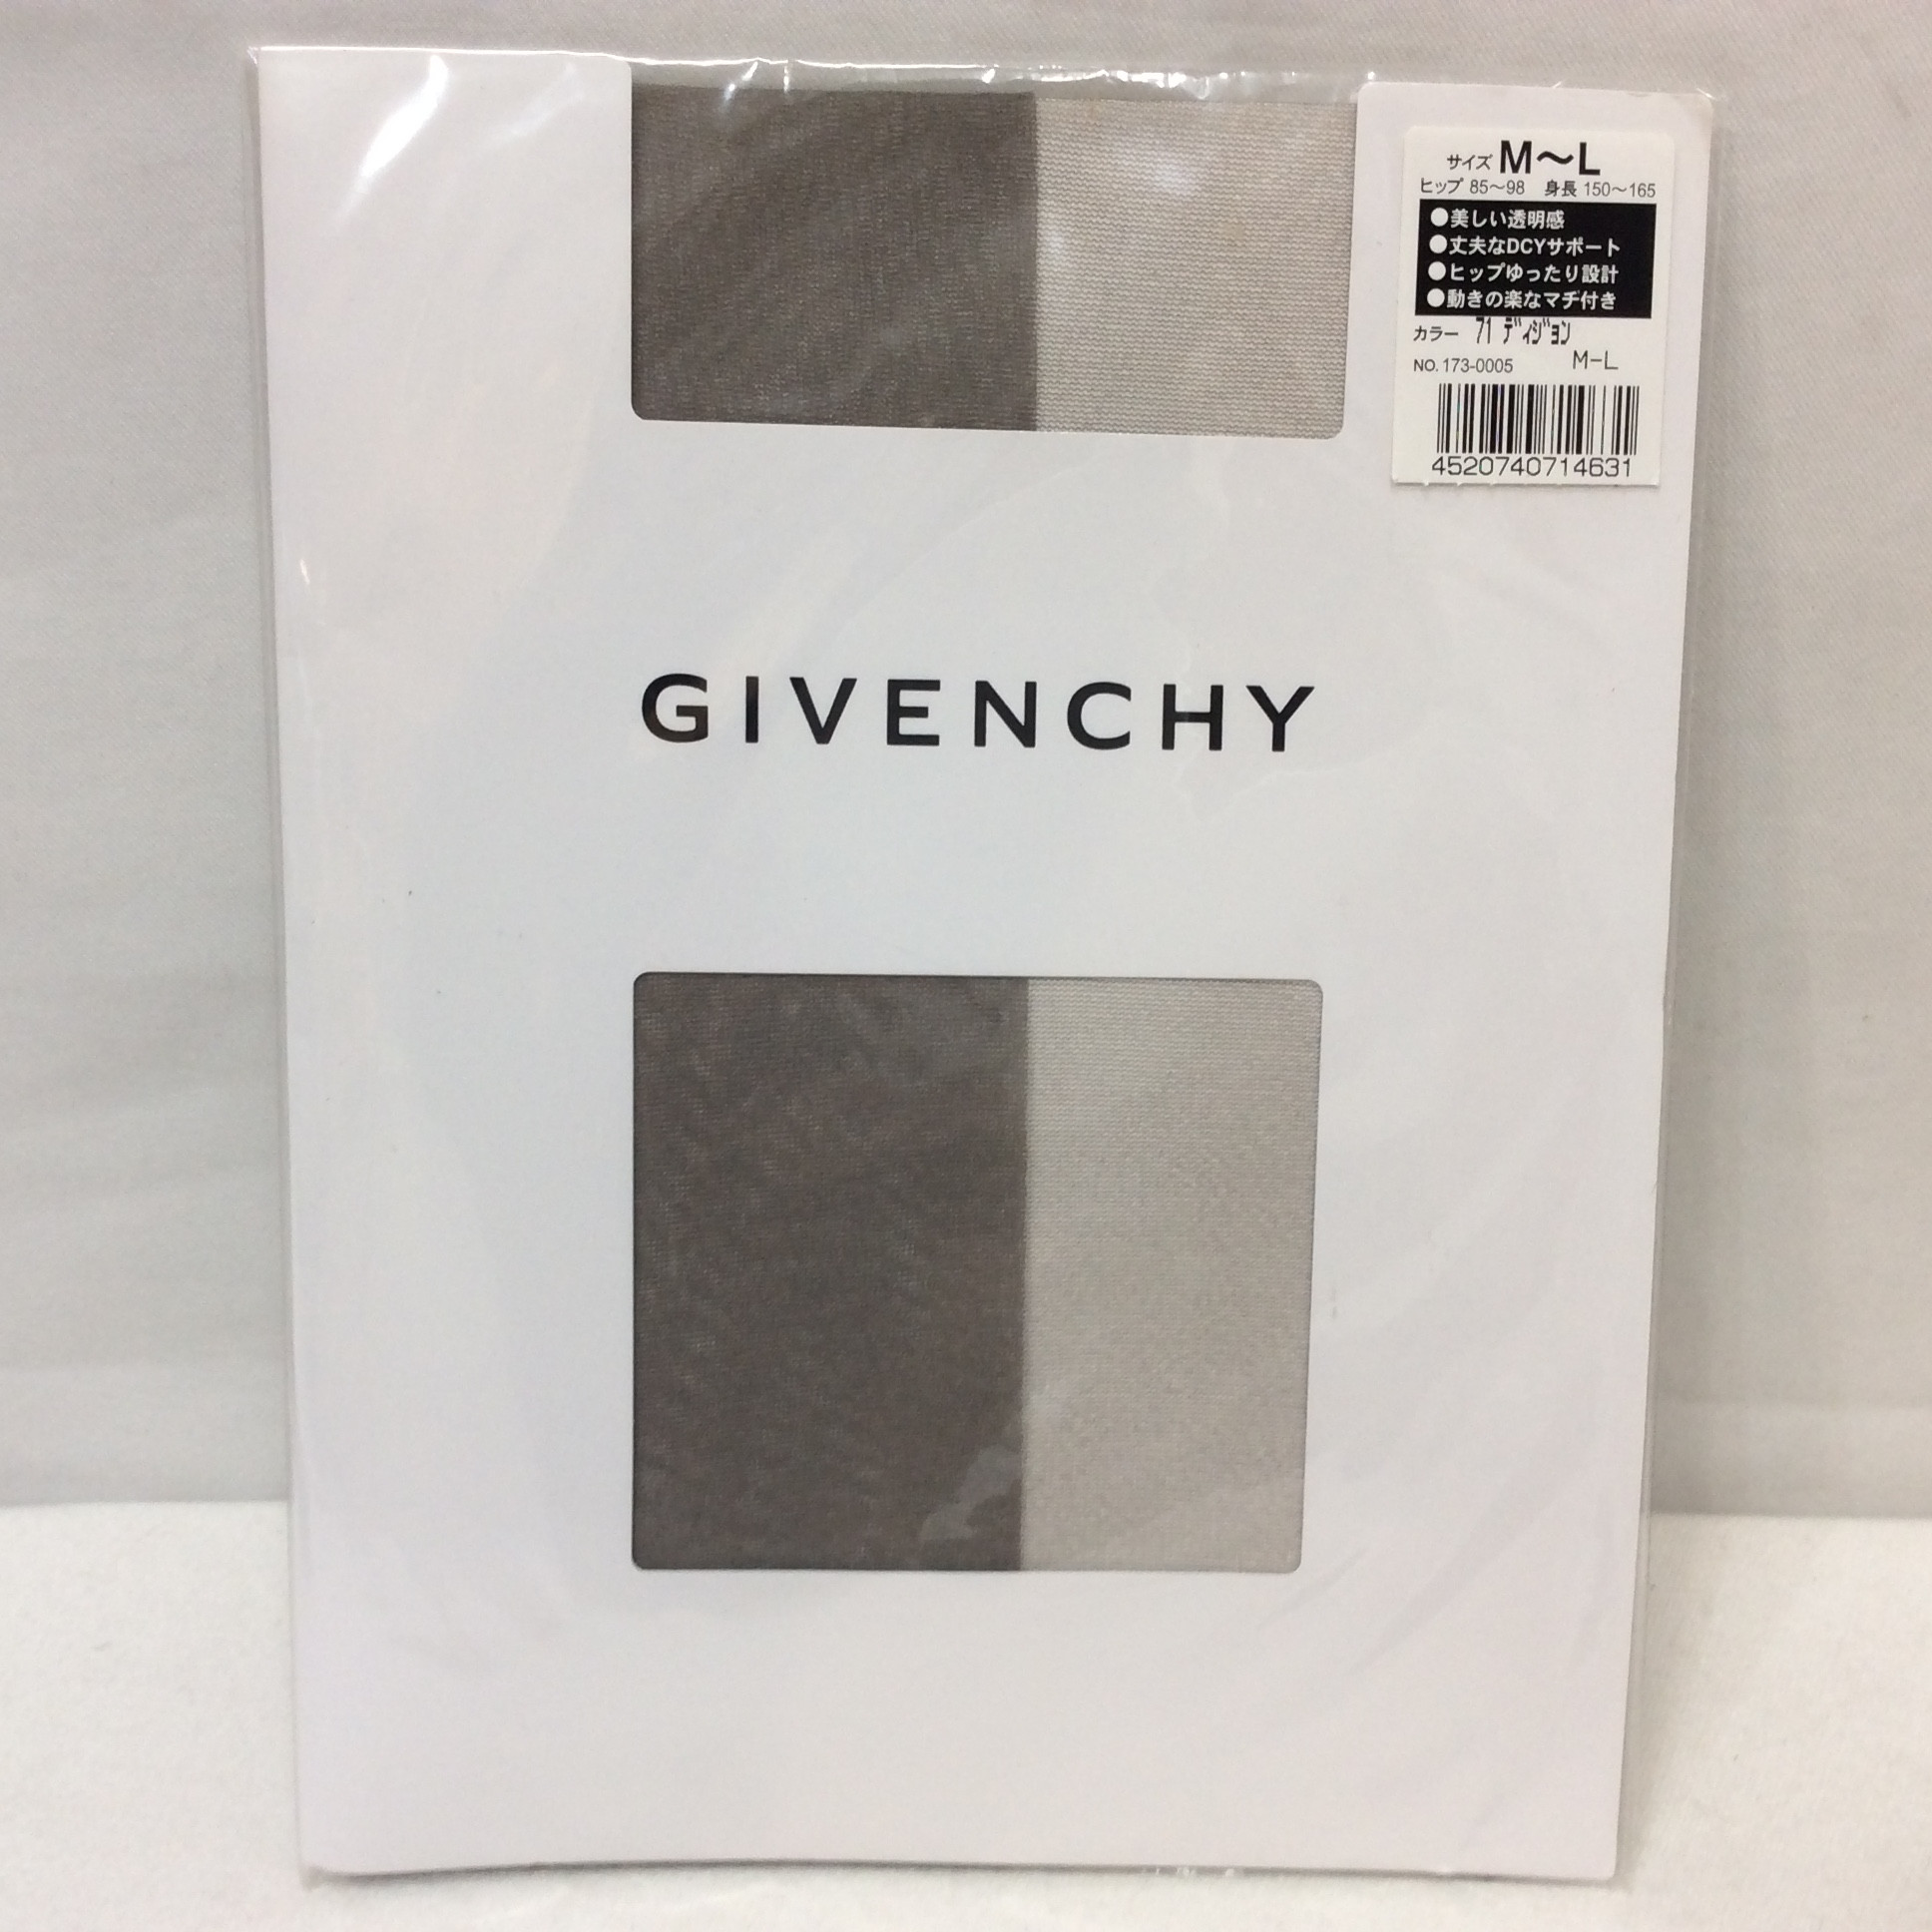 サイズ M〜L
ヒップ 85〜98 身長 150〜165
●美しい透明感
●丈夫なDCYサポート
●ヒップゆったり設計
●動きの楽なマチ付き
カラー 71 ﾃﾞｨｼﾞｮﾝ
NO. 173-0005 M-L
4520740714631
GIVENCHY